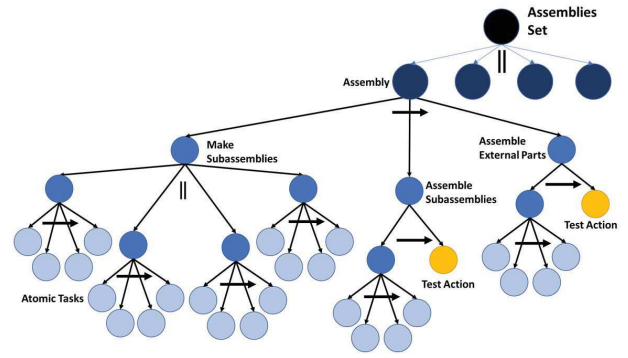 Assemblies
Set
Assembly
Make
Subassemblies
Assemble
External Parts
Assemble
Subassemblies
Test Action
Atomic Tasks
Test Action